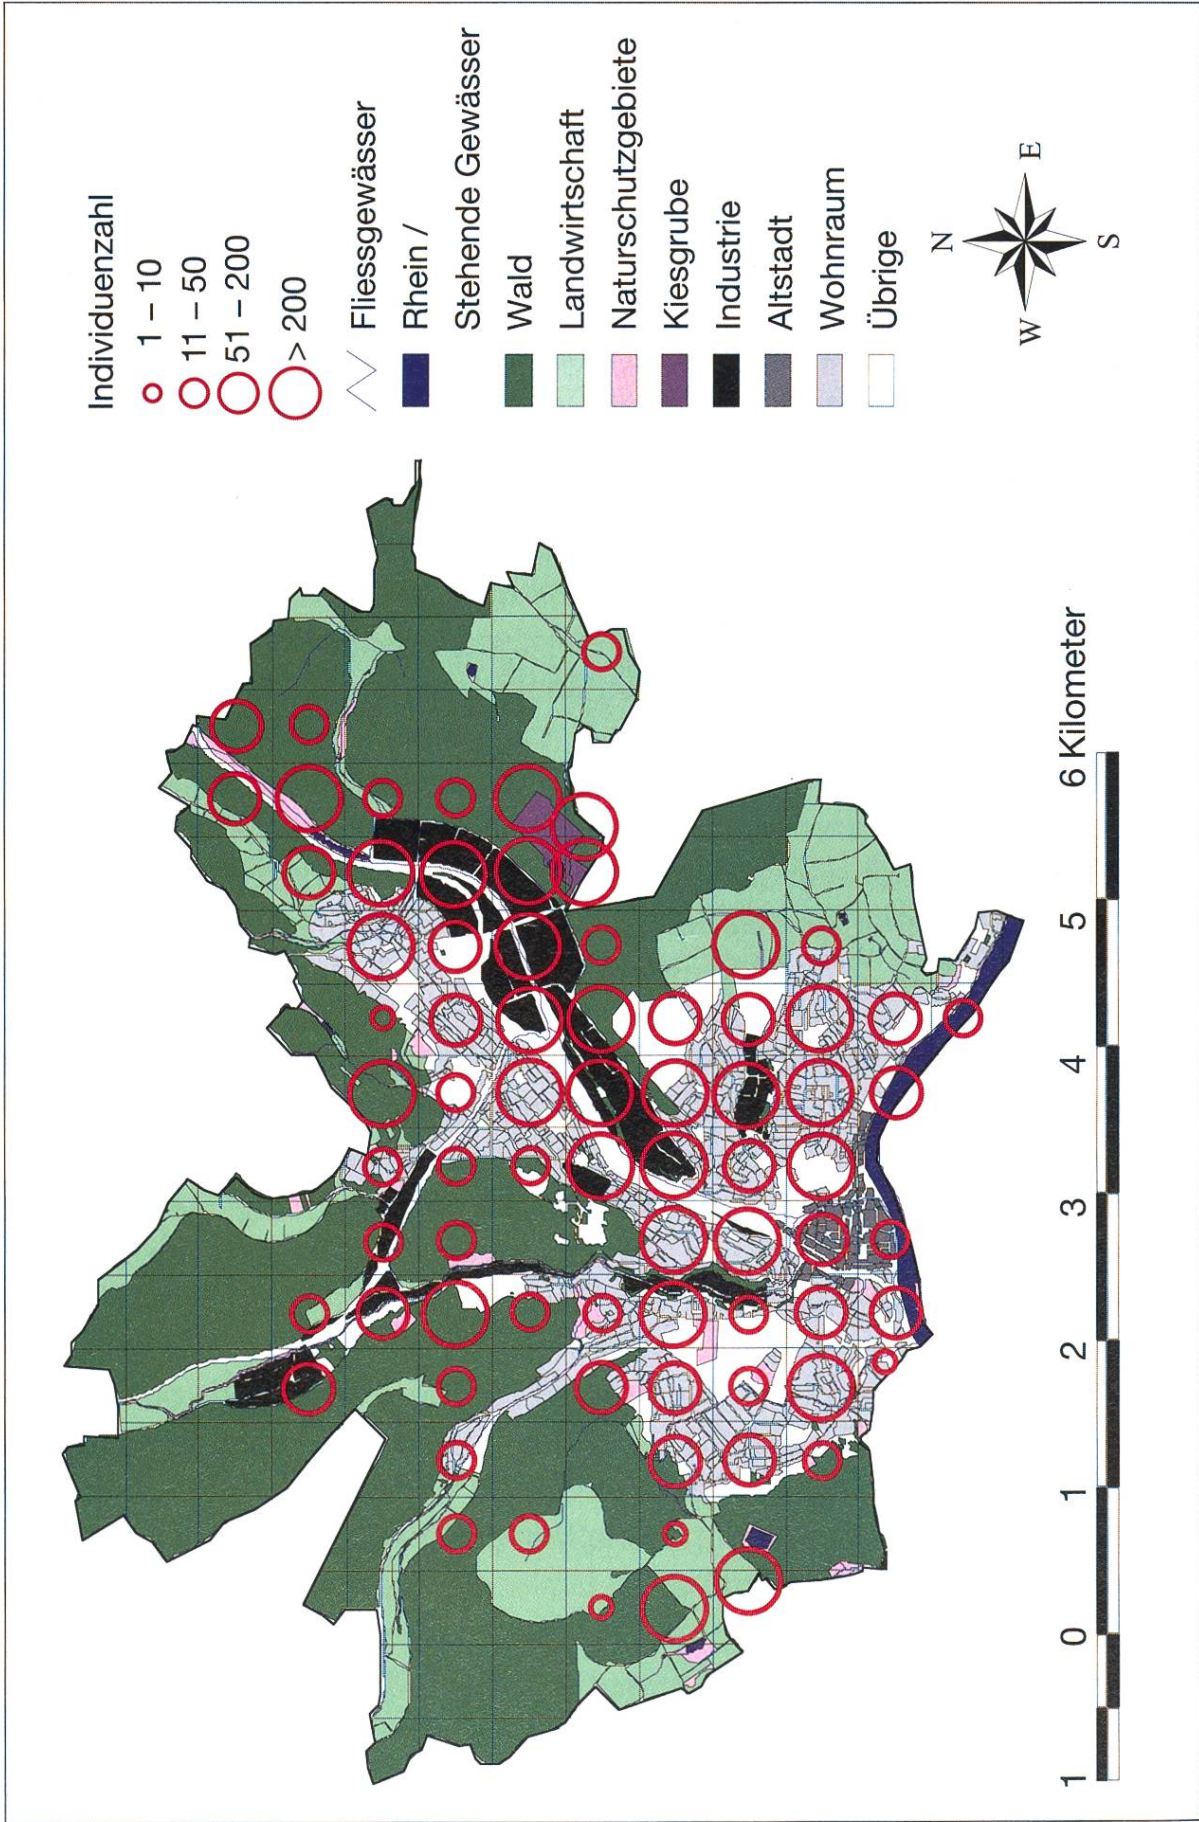 Individuenzahl
1 – 10
11 – 50
51 – 200
> 200
Fliessgewässer
Rhein /
Stehende Gewässer
Wald
Landwirtschaft
Naturschutzgebiete
Kiesgrube
Industrie
Altstadt
Wohnraum
Übrige
N
W E
S
1 0 1 2 3 4 5 6 Kilometer